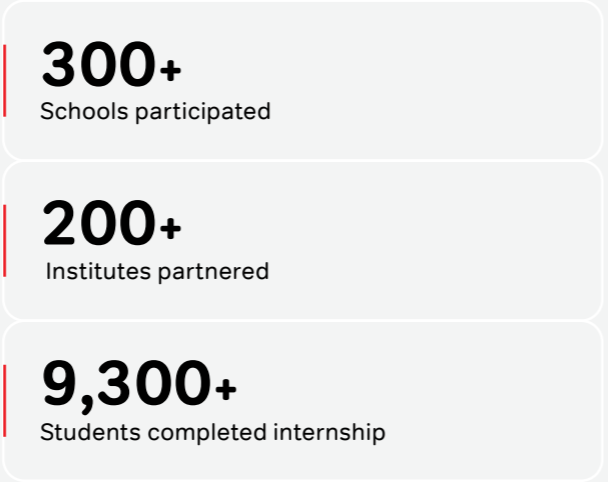 300+
Schools participated
200+
Institutes partnered
9,300+
Students completed internship